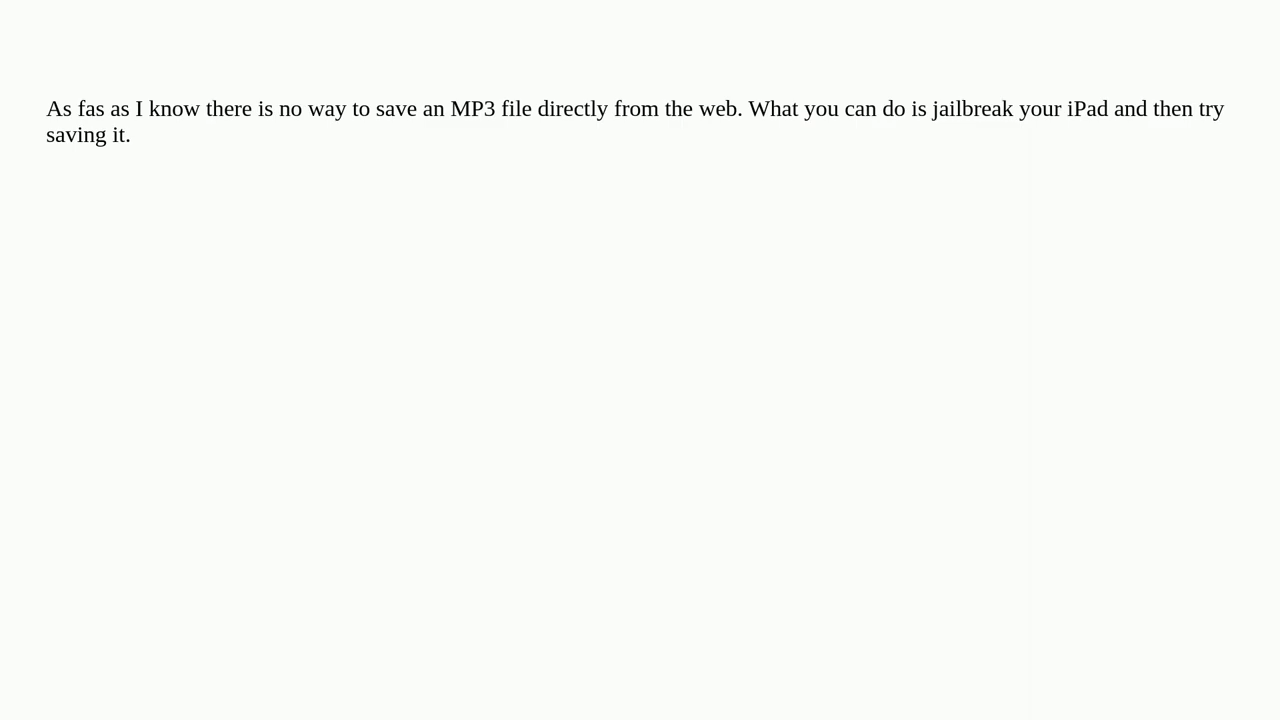 As fas as I know there is no way to save an MP3 file directly from the web. What you can do is jailbreak your iPad and then try
saving it.